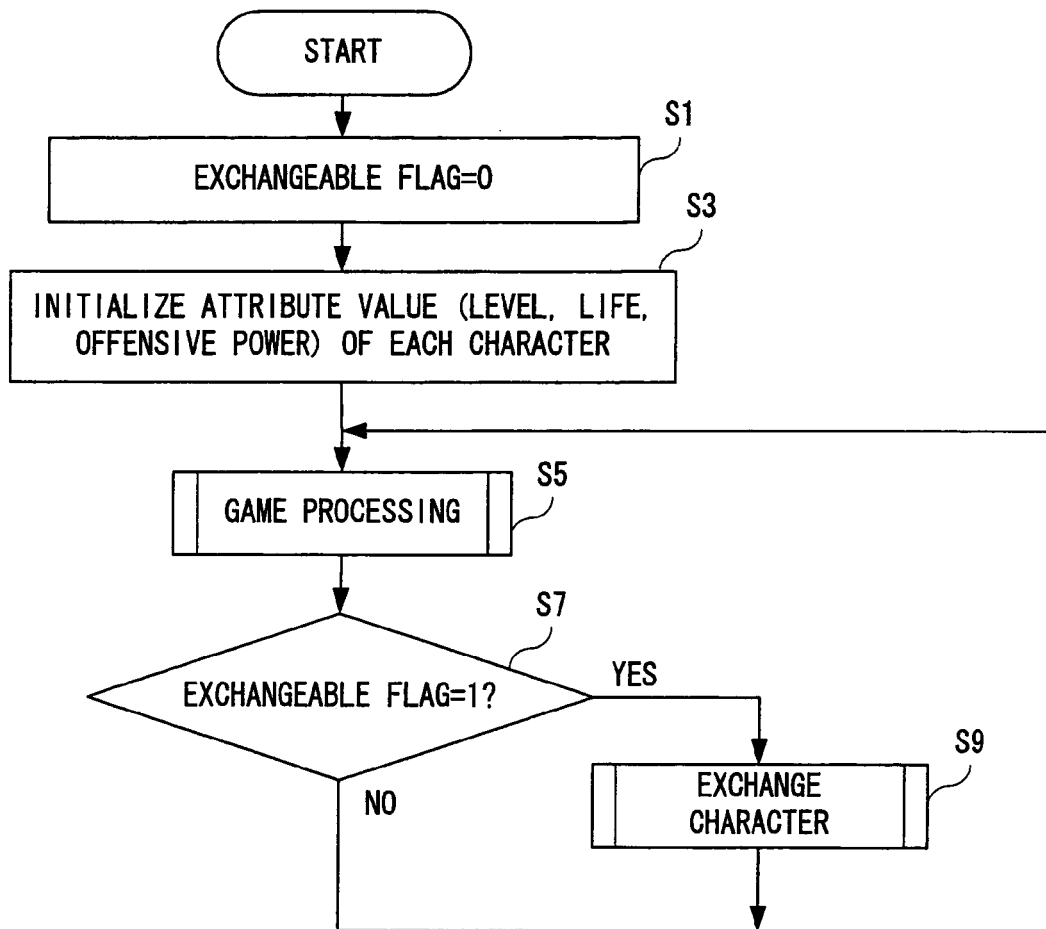 START
S1
EXCHANGEABLE FLAG=0
S3
INITIALIZE ATTRIBUTE VALUE (LEVEL, LIFE,
OFFENSIVE POWER) OF EACH CHARACTER
S5
GAME PROCESSING
S7
EXCHANGEABLE FLAG=1?
YES
NO
S9
EXCHANGE
CHARACTER